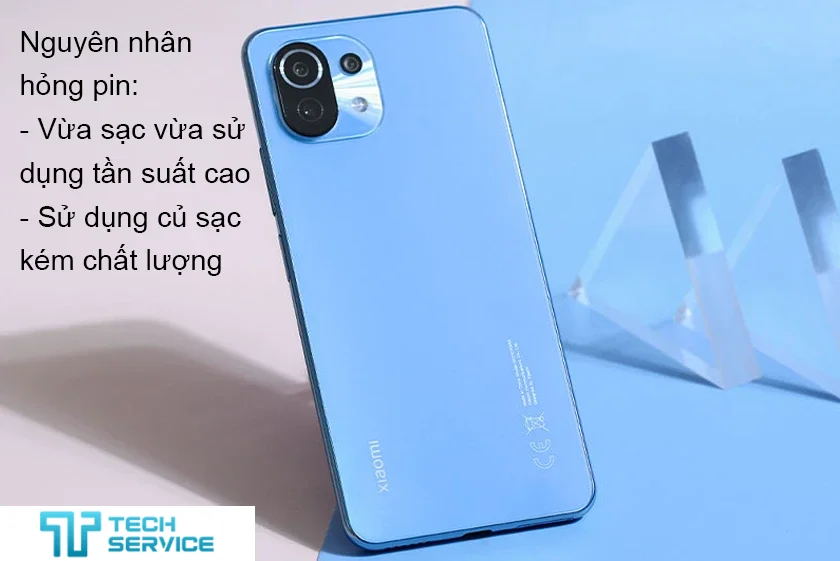 Nguyên nhân
hỏng pin:
- Vừa sạc vừa sử
dụng tần suất cao
- Sử dụng củ sạc
kém chất lượng
xiaomi
CE
TECH
SERVICE